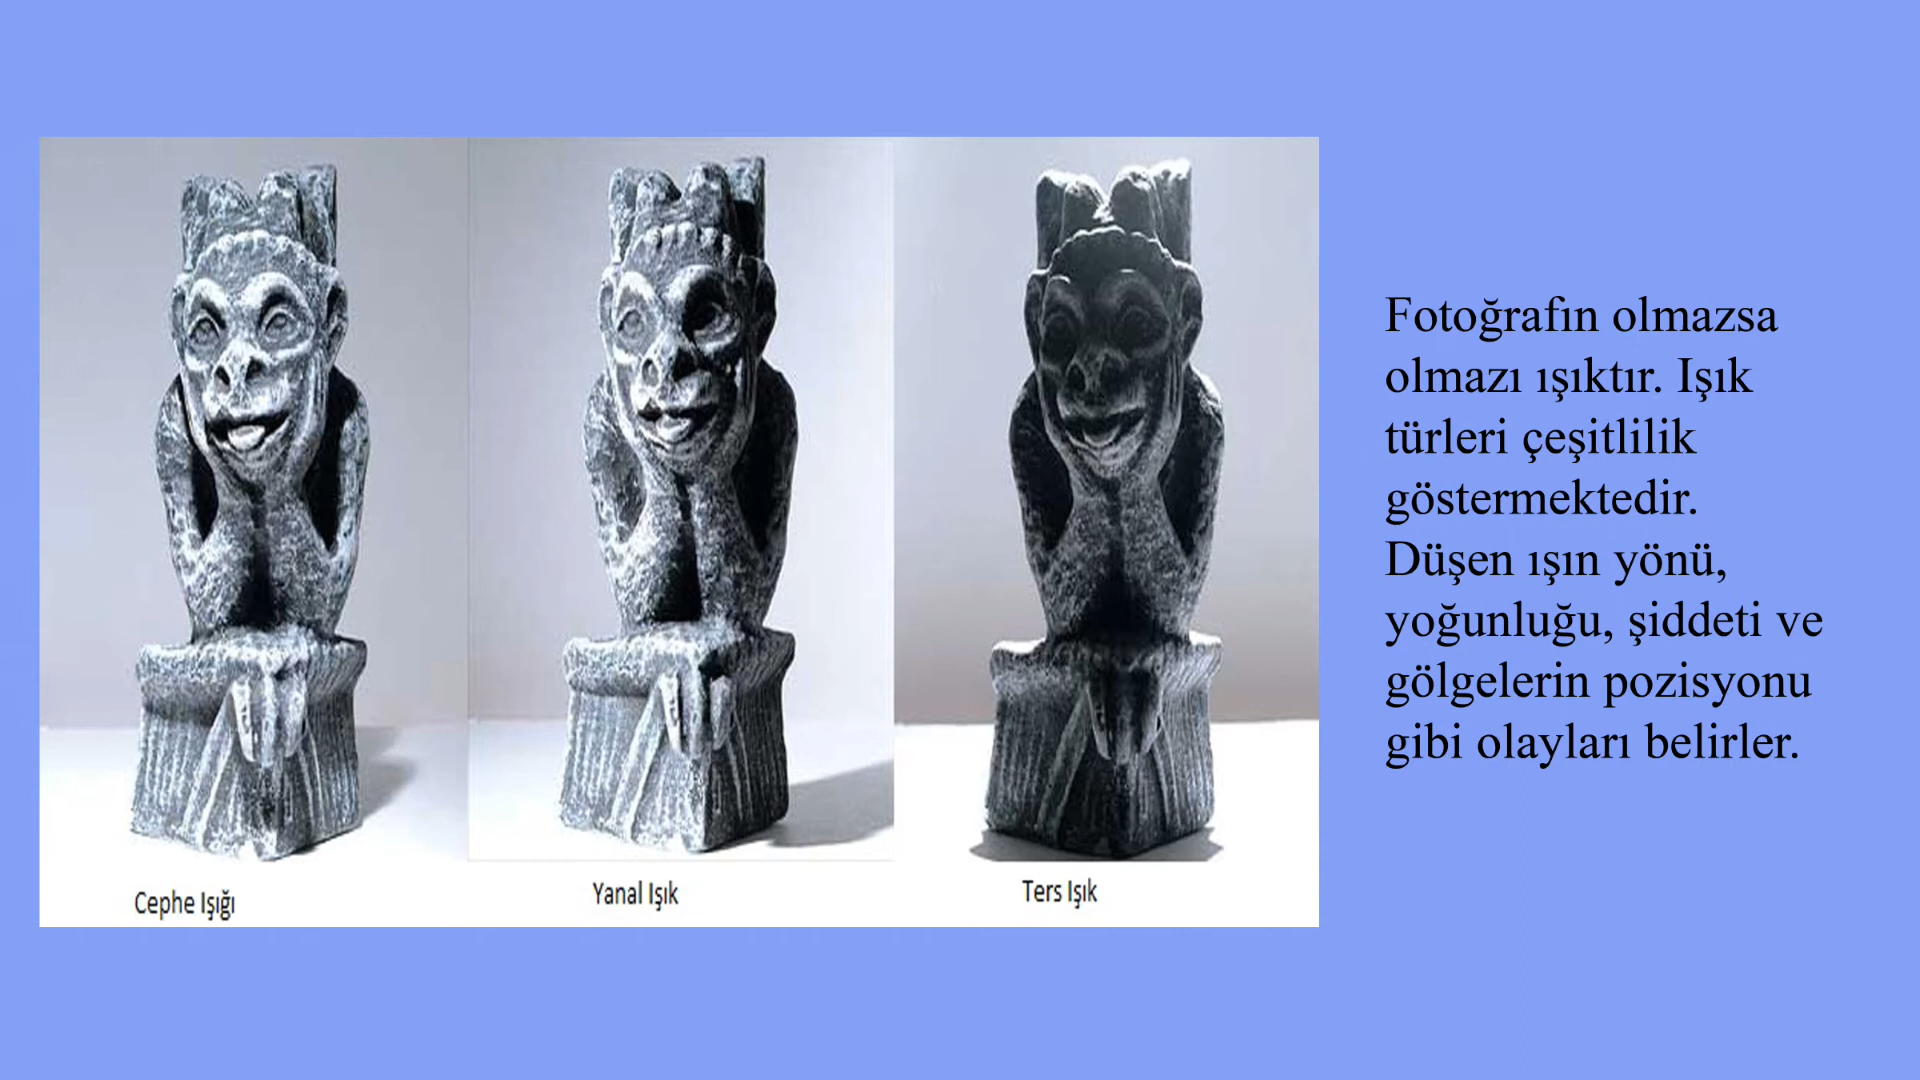 Fotoğrafın olmazsa
olmazı ışıktır. Işık
türleri çeşitlilik
göstermektedir.
Düşen ışın yönü,
yoğunluğu, şiddeti ve
gölgelerin pozisyonu
gibi olayları belirler.
Cephe Işığı
Yanal Işık
Ters Işık